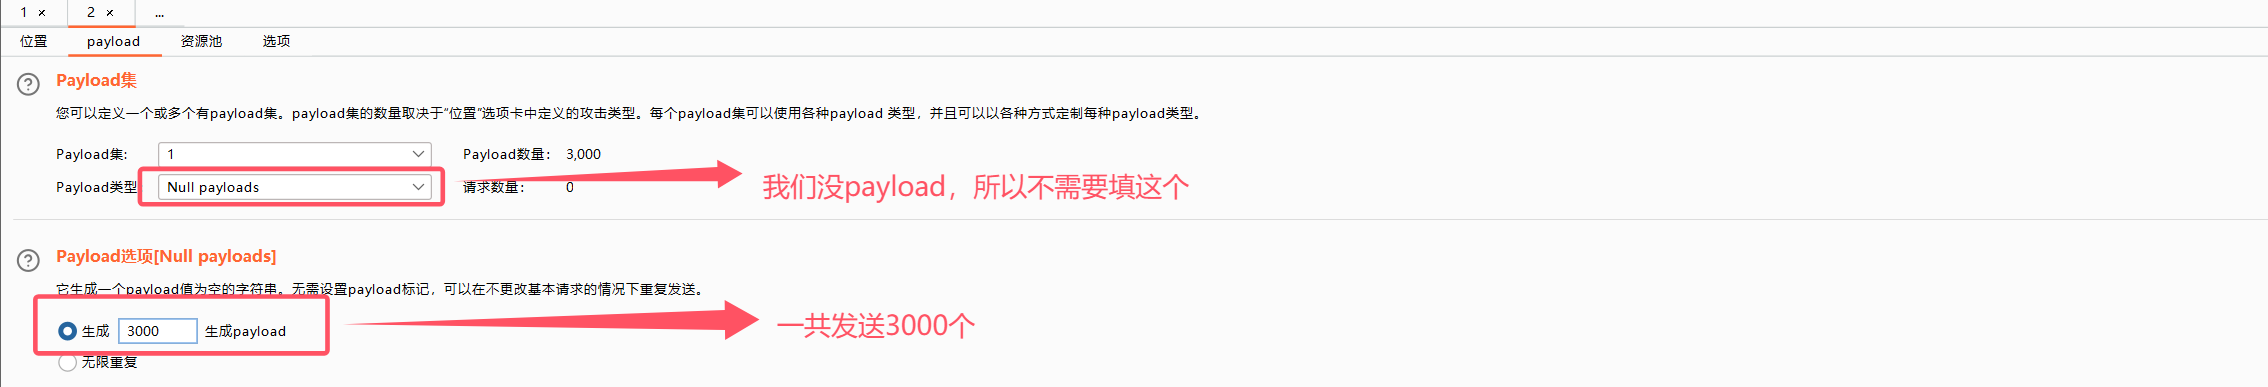 1 × 2 × ...
位置 payload 资源池 选项
Payload集
您可以定义一个或多个有payload集。payload集的数量取决于“位置”选项卡中定义的攻击类型。每个payload集可以使用各种payload 类型，并且可以以各种方式定制每种payload类型。
Payload集: 1 Payload数量： 3,000
Payload类型 Null payloads 请求数量： 0
我们没payload，所以不需要填这个
Payload选项[Null payloads]
它生成一个payload值为空的字符串。无需设置payload标记，可以在不更改基本请求的情况下重复发送。
生成 3000 生成payload
一共发送3000个
无限重复